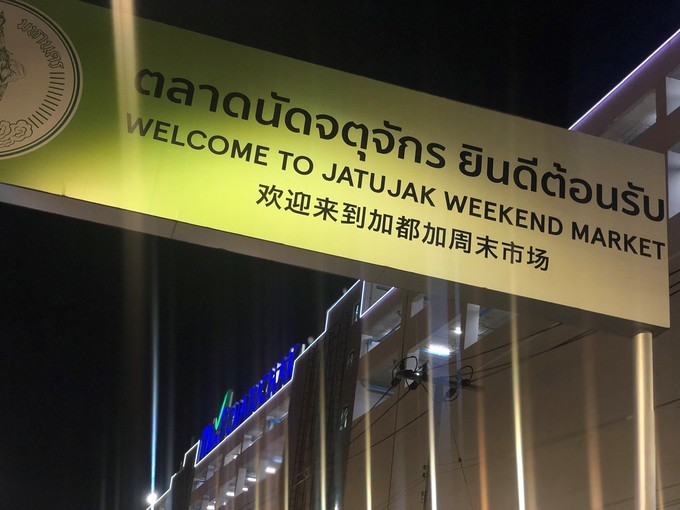 ตลาดนัดจตุจักร ยินดีต้อนรับ
WELCOME TO JATUJAK WEEKEND MARKET
欢迎来到加都加周末市场